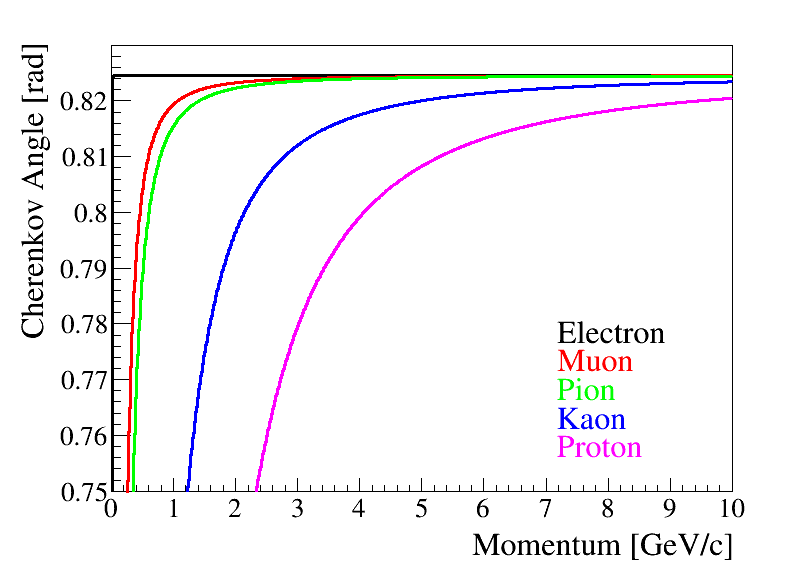 Cherenkov Angle [rad]
0.82
0.81
0.8
0.79
0.78
0.77
0.76
0.75
Electron
Muon
Pion
Kaon
Proton
0 1 2 3 4 5 6 7 8 9 10
Momentum [GeV/c]